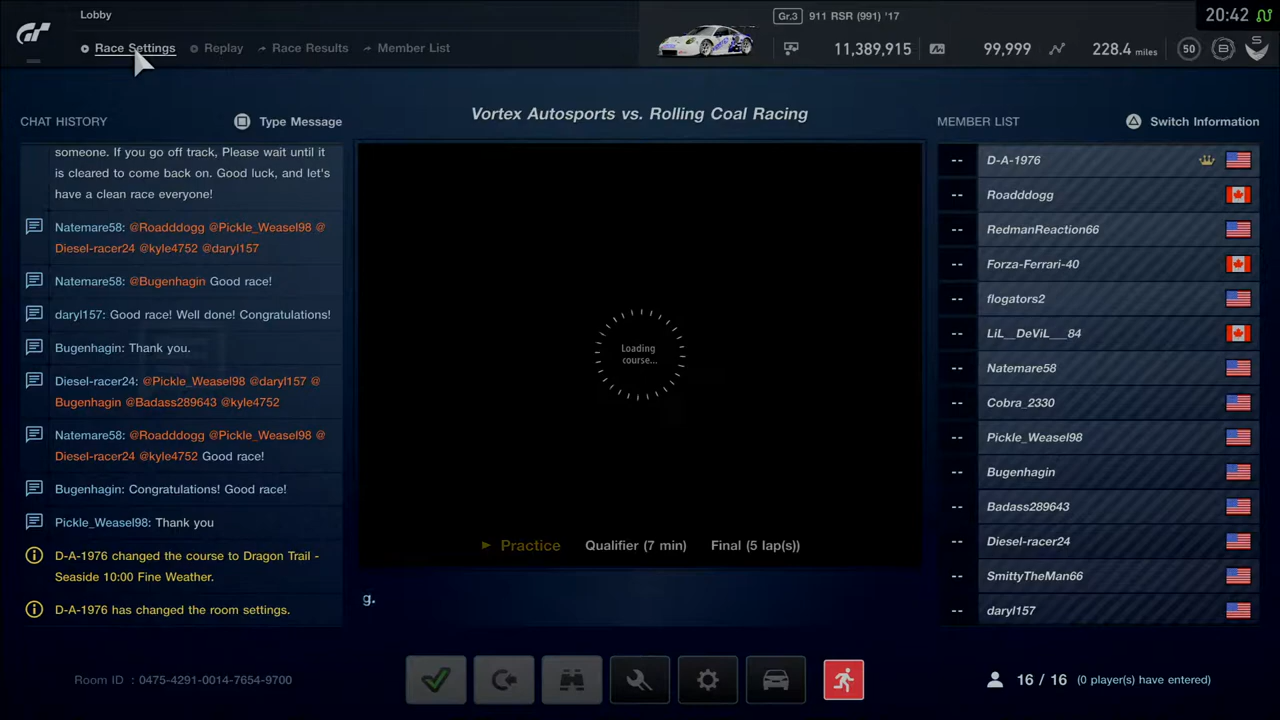 Lobby
Gr.3 911 RSR (991) '17
20:42
Race Settings
Replay
Race Results
Member List
11,389,915
99,999
228.4 miles
50
B
S
CHAT HISTORY
Type Message
Vortex Autosports vs. Rolling Coal Racing
MEMBER LIST
Switch Information
someone. If you go off track, Please wait until it
is cleared to come back on. Good luck, and let's
have a clean race everyone!
Natemare58: @Roadddogg @Pickle_Weasel98 @
Diesel-racer24 @kyle4752 @daryl157
Natemare58: @Bugenhagin Good race!
daryl157: Good race! Well done! Congratulations!
Bugenhagin: Thank you.
Diesel-racer24: @Pickle_Weasel98 @daryl157 @
Bugenhagin @Badass289643 @kyle4752
Natemare58: @Roadddogg @Pickle_Weasel98 @
Diesel-racer24 @kyle4752 Good race!
Bugenhagin: Congratulations! Good race!
Pickle_Weasel98: Thank you
D-A-1976 changed the course to Dragon Trail -
Seaside 10:00 Fine Weather.
D-A-1976 has changed the room settings.
Loading
course...
Practice
Qualifier (7 min)
Final (5 lap(s))
g.
-- D-A-1976
-- Roadddogg
-- RedmanReaction66
-- Forza-Ferrari-40
-- flogators2
-- LiL__DeViL___84
-- Natemare58
-- Cobra_2330
-- Pickle_Weasel98
-- Bugenhagin
-- Badass289643
-- Diesel-racer24
-- SmittyTheMan66
-- daryl157
Room ID : 0475-4291-0014-7654-9700
16 / 16 (0 player(s) have entered)